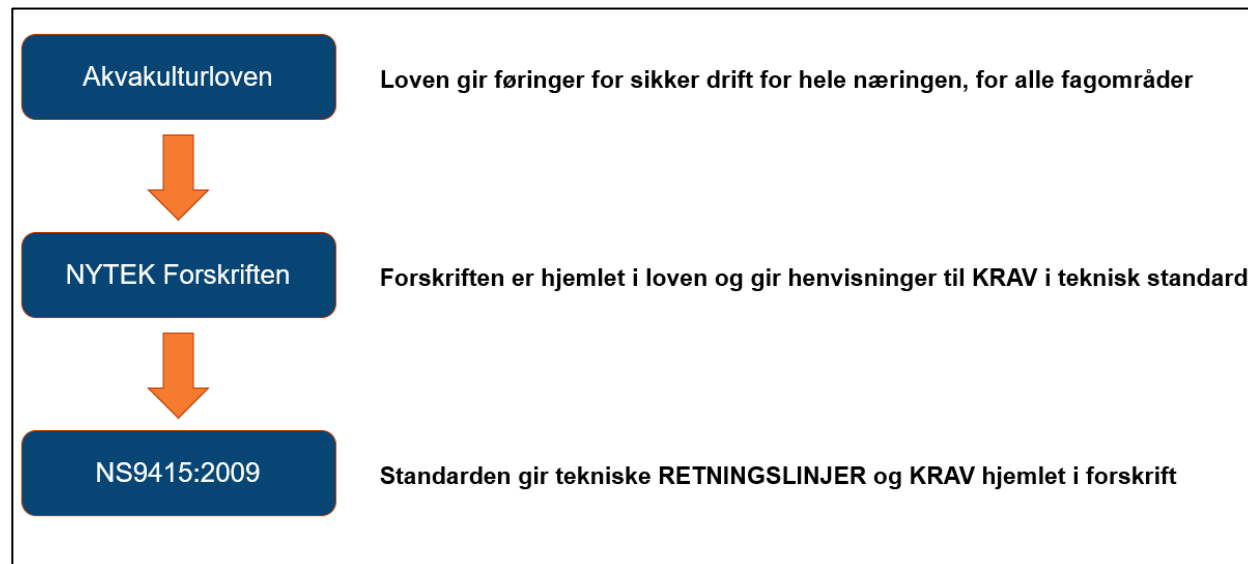 Akvakulturloven
Loven gir føringer for sikker drift for hele næringen, for alle fagområder
NYTEK Forskriften
Forskriften er hjemlet i loven og gir henvisninger til KRAV i teknisk standard
NS9415:2009
Standarden gir tekniske RETNINGSLINJER og KRAV hjemlet i forskrift